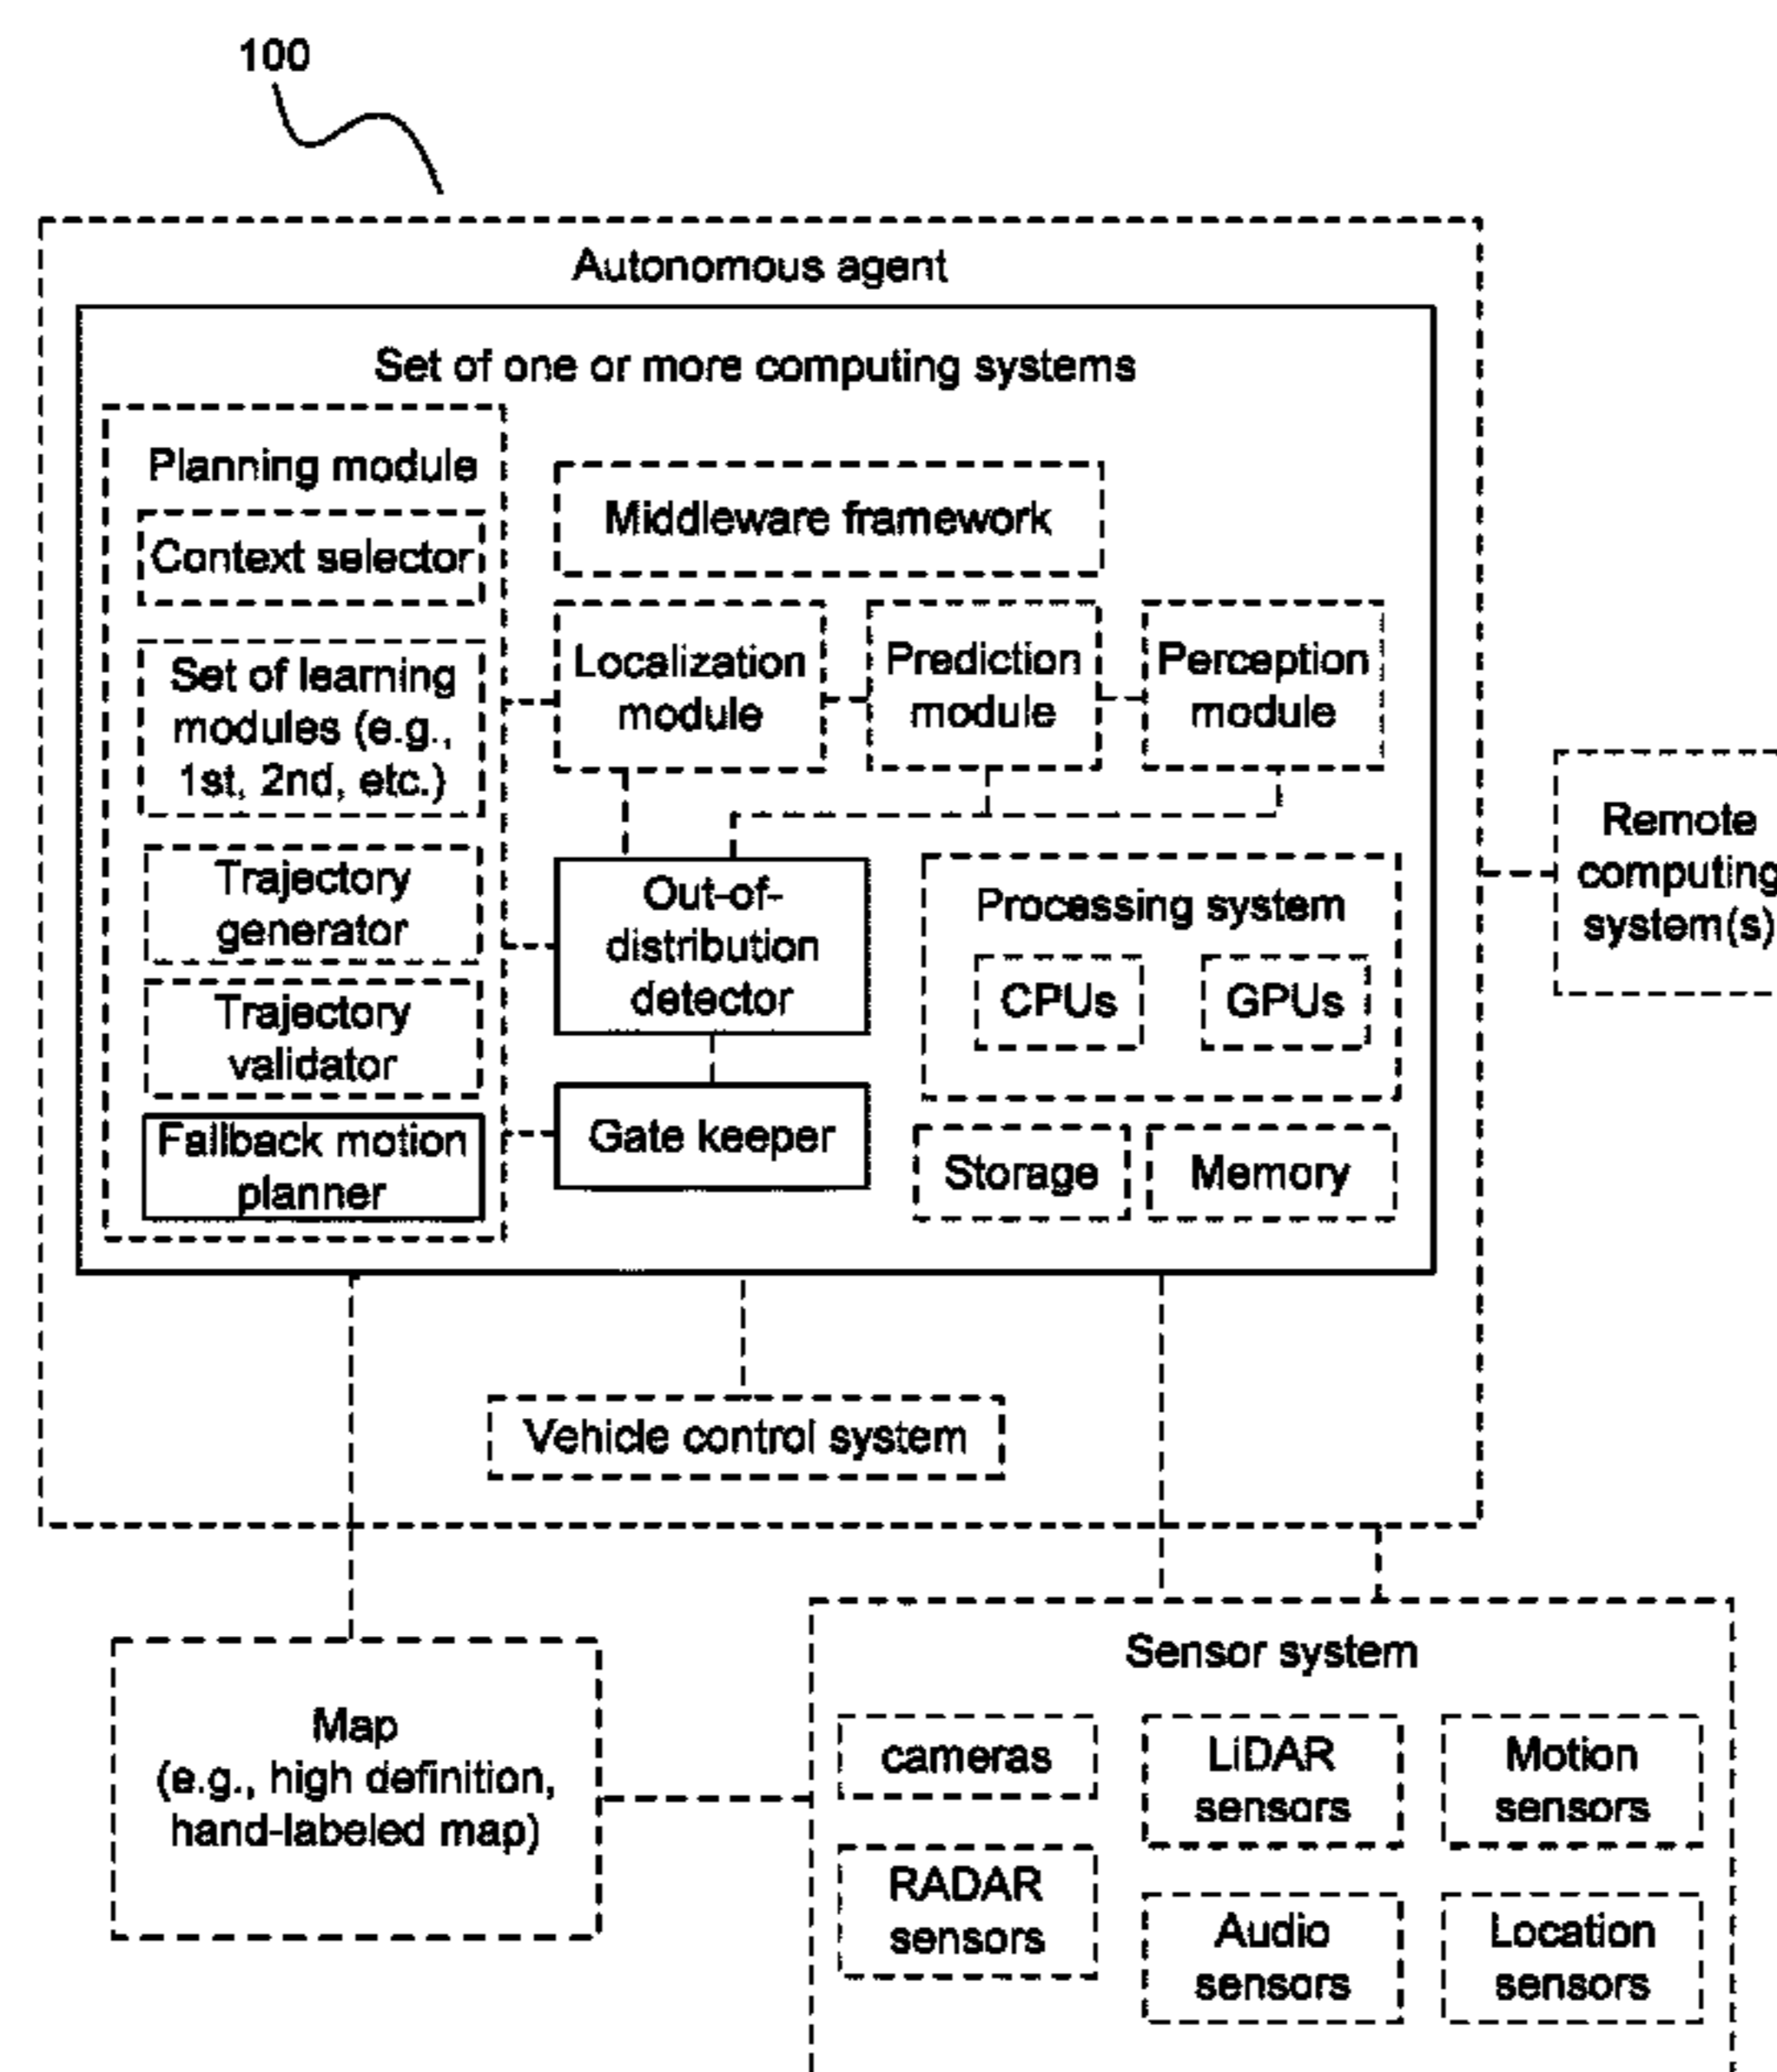 100
Autonomous agent
Set of one or more computing systems
Planning module
Context selector
Set of learning
modules (e.g.,
1st, 2nd, etc.)
Trajectory
generator
Trajectory
validator
Fallback motion
planner
Middleware framework
Localization
module
Prediction
module
Perception
module
Out-of-
distribution
detector
Gate keeper
Processing system
CPUs
GPUs
Storage
Memory
Remote
computing
system(s)
Vehicle control system
Map
(e.g., high definition,
hand-labeled map)
Sensor system
cameras
LiDAR
sensors
Motion
sensors
RADAR
sensors
Audio
sensors
Location
sensors